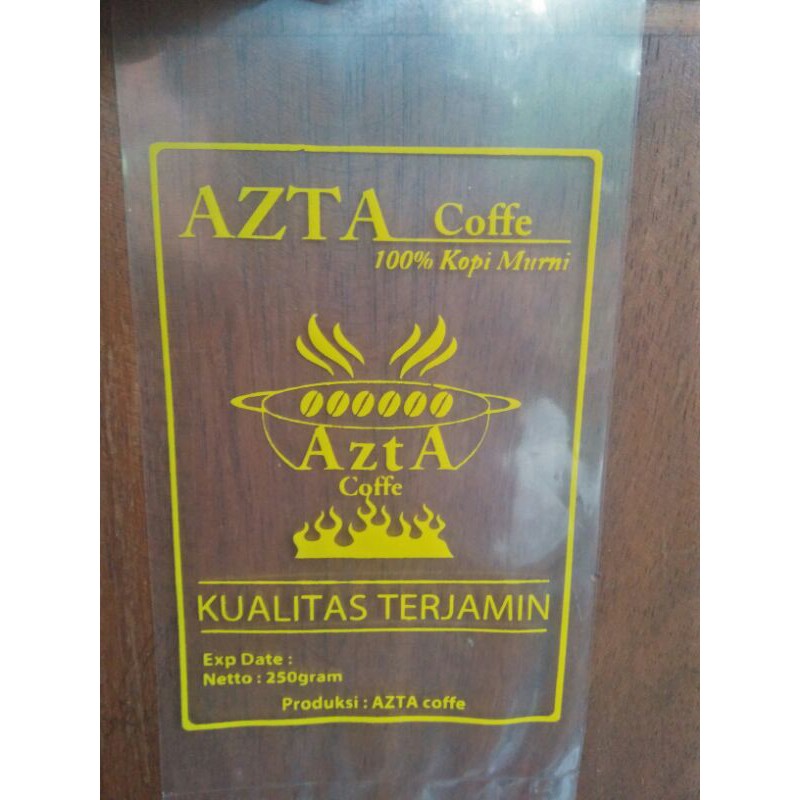 AZTA Coffe
100% Kopi Murni
AztA
Coffe
KUALITAS TERJAMIN
Exp Date :
Netto : 250gram
Produksi : AZTA coffe